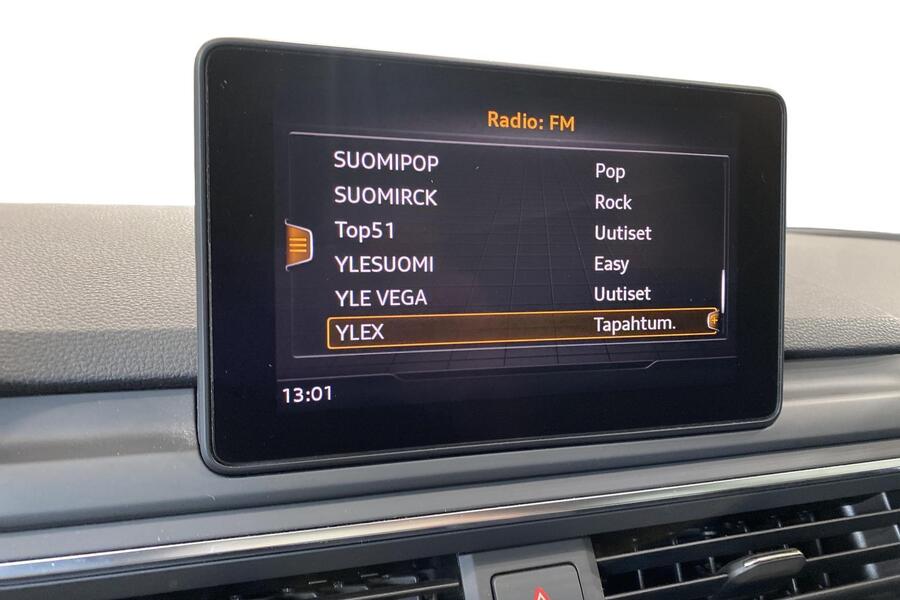 Radio: FM
SUOMIPOP Pop
SUOMIRCK Rock
Top51 Uutiset
YLESUOMI Easy
YLE VEGA Uutiset
YLEX Tapahtum.
13:01